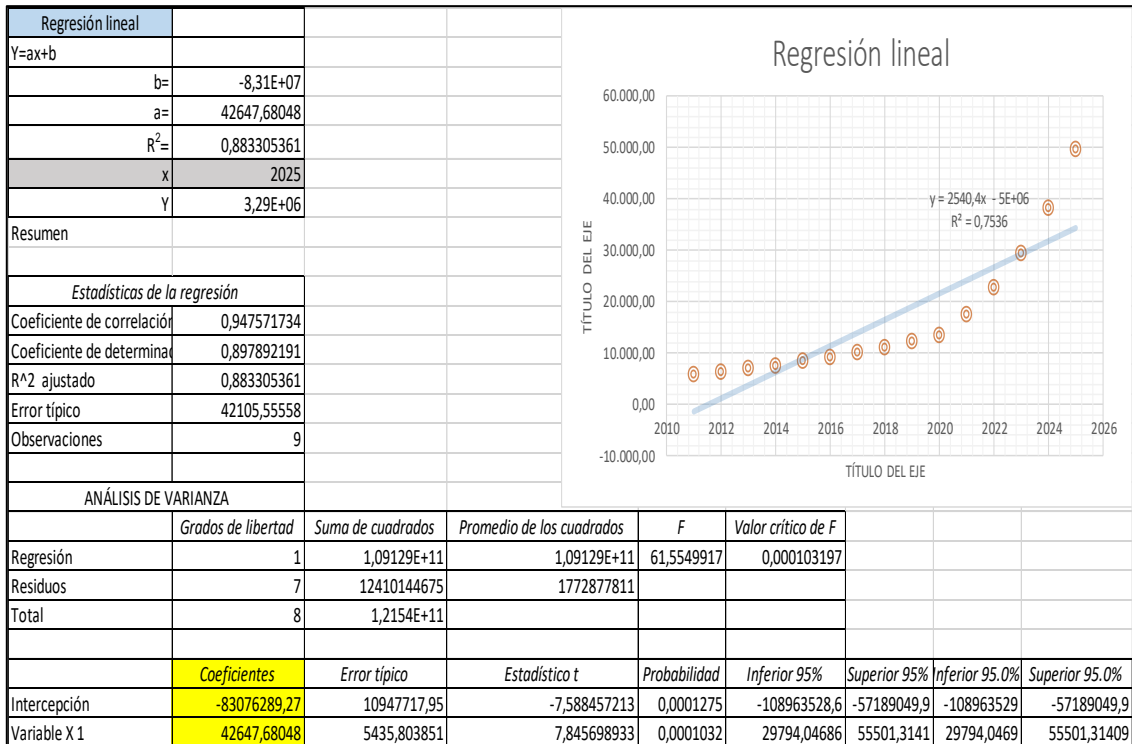 Regresión lineal
Y=ax+b
b= -8,31E+07
a= 42647,68048
R²= 0,883305361
x 2025
Y 3,29E+06
Resumen
Estadísticas de la regresión
Coeficiente de correlación 0,947571734
Coeficiente de determinac 0,897892191
R^2 ajustado 0,883305361
Error típico 42105,55558
Observaciones 9
Regresión lineal
60.000,00
50.000,00
40.000,00
30.000,00
20.000,00
10.000,00
0,00
-10.000,00
TÍTULO DEL EJE
y = 2540,4x - 5E+06
R² = 0,7536
2010 2012 2014 2016 2018 2020 2022 2024 2026
TÍTULO DEL EJE
ANÁLISIS DE VARIANZA
Grados de libertad Suma de cuadrados Promedio de los cuadrados F Valor crítico de F
Regresión 1 1,09129E+11 1,09129E+11 61,5549917 0,000103197
Residuos 7 12410144675 1772877811
Total 8 1,2154E+11
Coeficientes Error típico Estadístico t Probabilidad Inferior 95% Superior 95% Inferior 95.0% Superior 95.0%
Intercepción -83076289,27 10947717,95 -7,588457213 0,0001275 -108963528,6 -57189049,9 -108963529 -57189049,9
Variable X 1 42647,68048 5435,803851 7,845698933 0,0001032 29794,04686 55501,3141 29794,0469 55501,31409